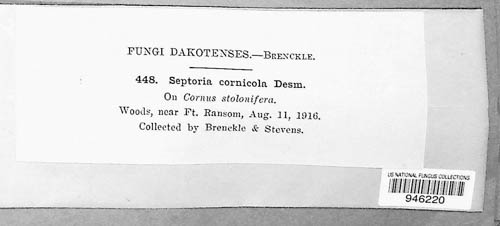 FUNGI DAKOTENSES.—BRENCKLE.
448. Septoria cornicola Desm.
On Cornus stolonifera.
Woods, near Ft. Ransom, Aug. 11, 1916.
Collected by Brenckle & Stevens.
US NATIONAL FUNGUS COLLECTIONS
946220